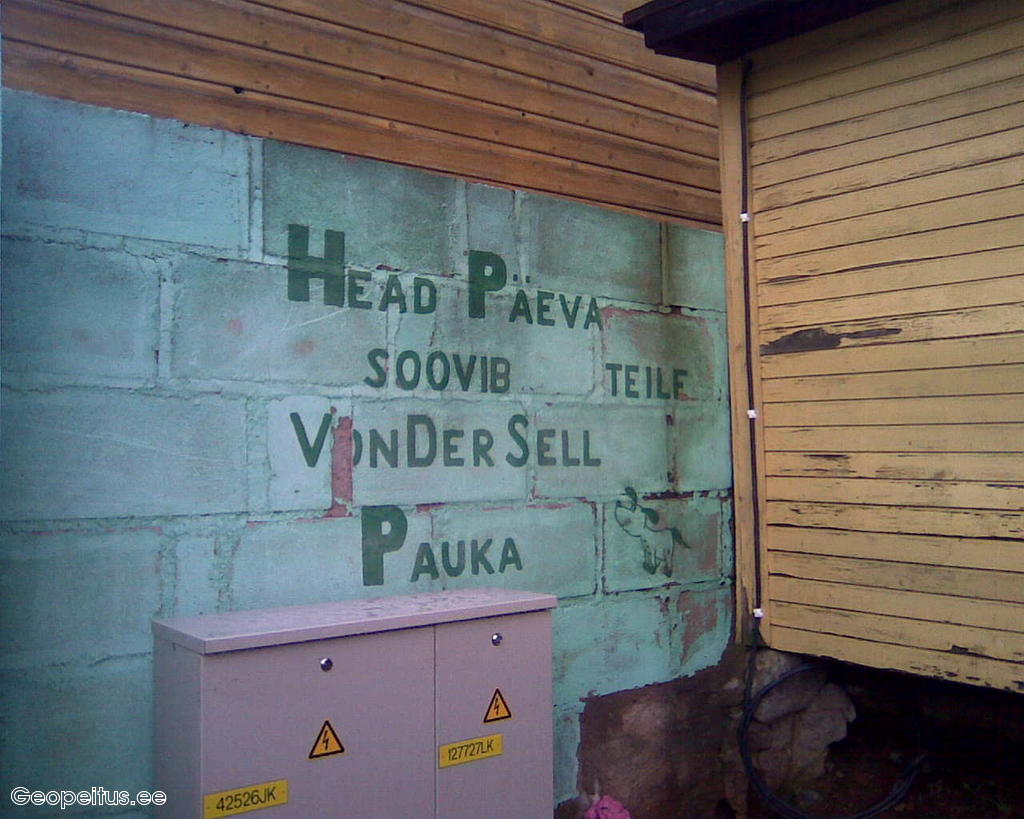 HEAD PÄEVA
SOOVIB TEILE
VONDERSELL
PAUKA
127727LK
42526JK
Geopeitus.ee